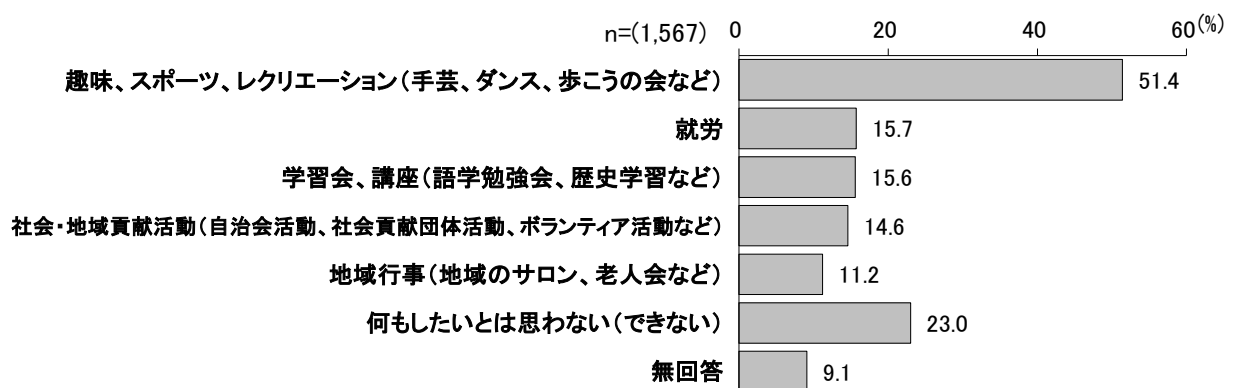 n=(1,567) 0 20 40 60(%)
趣味、スポーツ、レクリエーション(手芸、ダンス、歩こうの会など) 51.4
就労 15.7
学習会、講座(語学勉強会、歴史学習など) 15.6
社会・地域貢献活動(自治会活動、社会貢献団体活動、ボランティア活動など) 14.6
地域行事(地域のサロン、老人会など) 11.2
何もしたいとは思わない(できない) 23.0
無回答 9.1